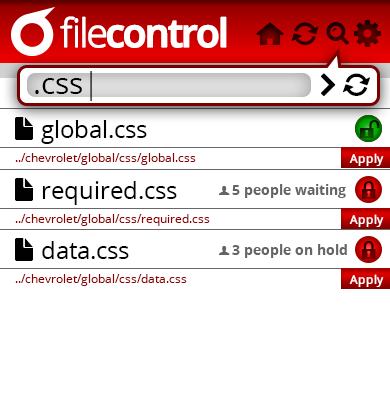 filecontrol
.css
global.css
../chevrolet/global/css/global.css
Apply
required.css
5 people waiting
../chevrolet/global/css/required.css
Apply
data.css
3 people on hold
../chevrolet/global/css/data.css
Apply